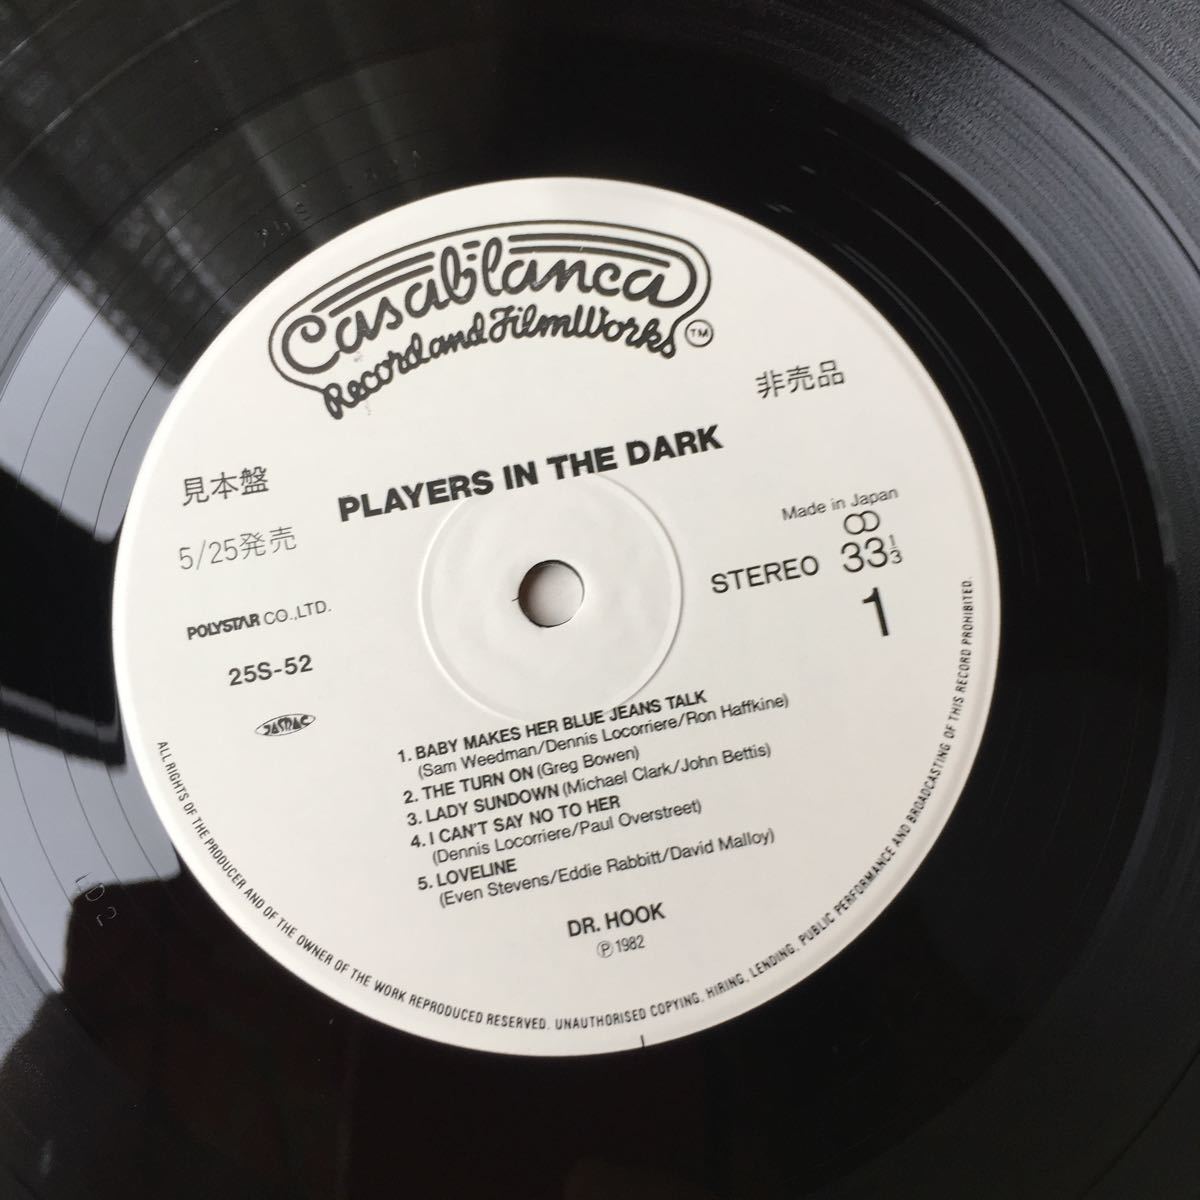 Casablanca
Record and FilmWorks TM
非売品
見本盤
PLAYERS IN THE DARK
5/25発売
Made in Japan
STEREO 33 1/3
1
POLYSTAR CO.,LTD.
25S-52
JASRAC
1. BABY MAKES HER BLUE JEANS TALK
(Sam Weedman/Dennis Locorriere/Ron Haffkine)
2. THE TURN ON (Greg Bowen)
3. LADY SUNDOWN (Michael Clark/John Bettis)
4. I CAN'T SAY NO TO HER
(Dennis Locorriere/Paul Overstreet)
5. LOVELINE
(Even Stevens/Eddie Rabbitt/David Malloy)
DR. HOOK
Ⓟ1982
ALL RIGHTS OF THE PRODUCER AND OF THE OWNER OF THE WORK REPRODUCED RESERVED. UNAUTHORISED COPYING, HIRING, LENDING, PUBLIC PERFORMANCE AND BROADCASTING OF THIS RECORD PROHIBITED.